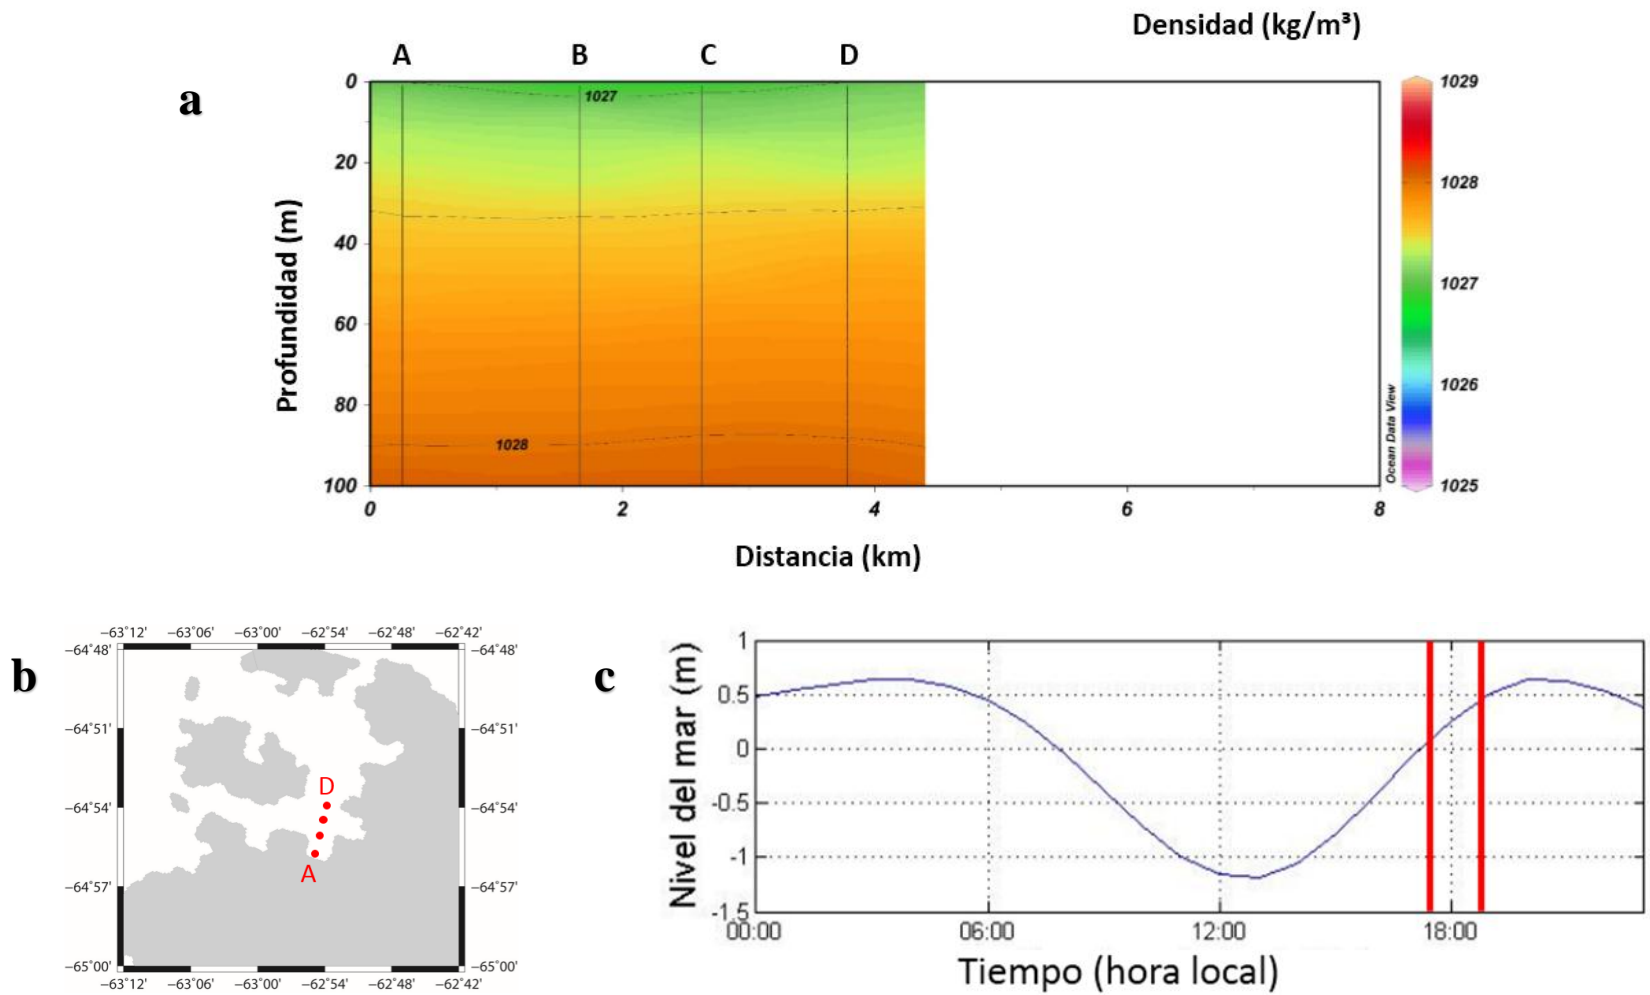 Densidad (kg/m³)
A B C D
a
0
20
40
60
80
100
Profundidad (m)
1027
1028
0 2 4 6 8
Distancia (km)
1029
1028
1027
1026
1025
Ocean Data View
b
−63˚12' −63˚06' −63˚00' −62˚54' −62˚48' −62˚42'
−64˚48' −64˚48'
−64˚51' −64˚51'
−64˚54' −64˚54'
−64˚57' −64˚57'
−65˚00' −65˚00'
D
A
−63˚12' −63˚06' −63˚00' −62˚54' −62˚48' −62˚42'
c
Nivel del mar (m)
1
0.5
0
-0.5
-1
-1.5
00:00 06:00 12:00 18:00
Tiempo (hora local)